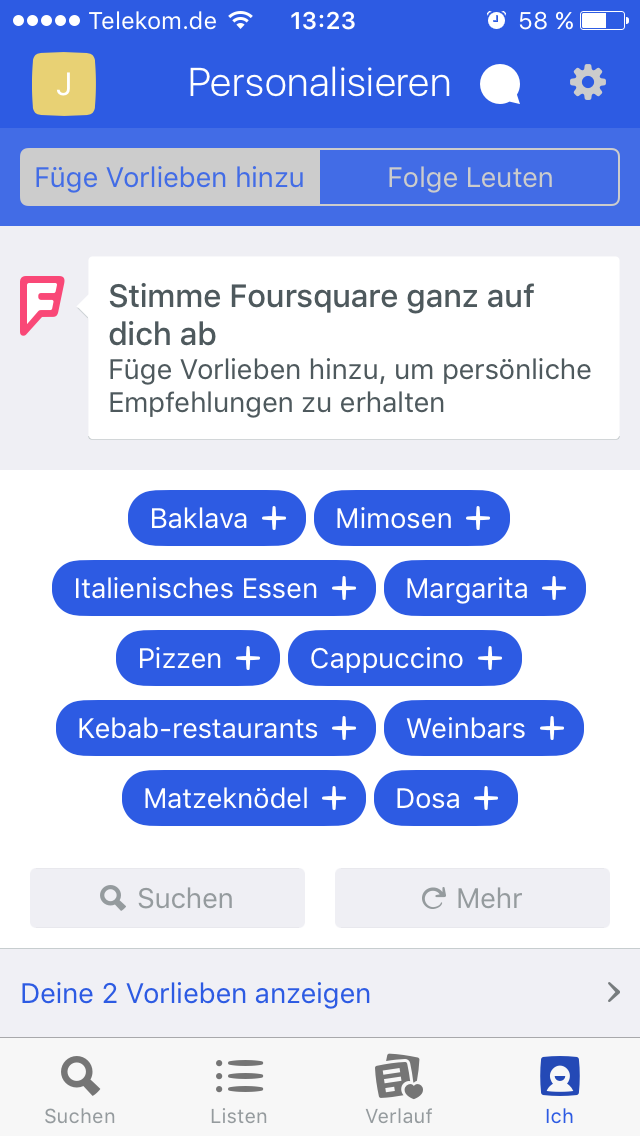 Telekom.de 13:23 58 %
J Personalisieren
Füge Vorlieben hinzu Folge Leuten
Stimme Foursquare ganz auf
dich ab
Füge Vorlieben hinzu, um persönliche
Empfehlungen zu erhalten
Baklava + Mimosen +
Italienisches Essen + Margarita +
Pizzen + Cappuccino +
Kebab-restaurants + Weinbars +
Matzeknödel + Dosa +
Suchen Mehr
Deine 2 Vorlieben anzeigen
Suchen Listen Verlauf Ich